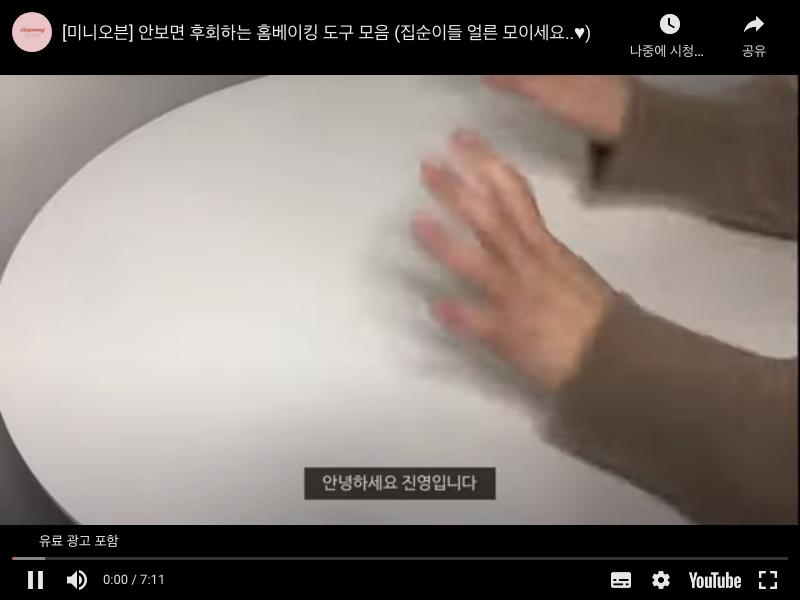 [미니오븐] 안보면 후회하는 홈베이킹 도구 모음 (집순이들 얼른 모이세요..♥)
나중에 시청...
공유
안녕하세요 진영입니다
유료 광고 포함
0:00 / 7:11
YouTube